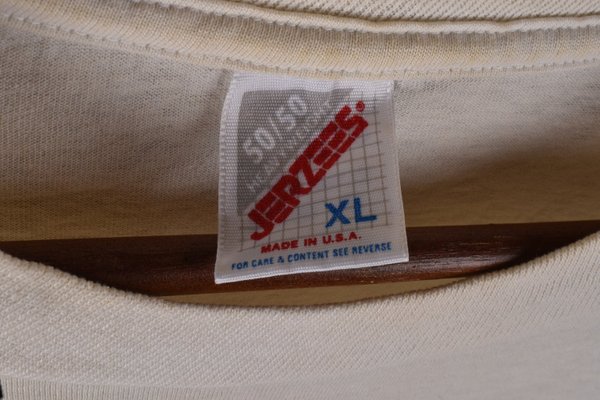 50/50
JERZEES®
XL
MADE IN U.S.A.
FOR CARE & CONTENT SEE REVERSE